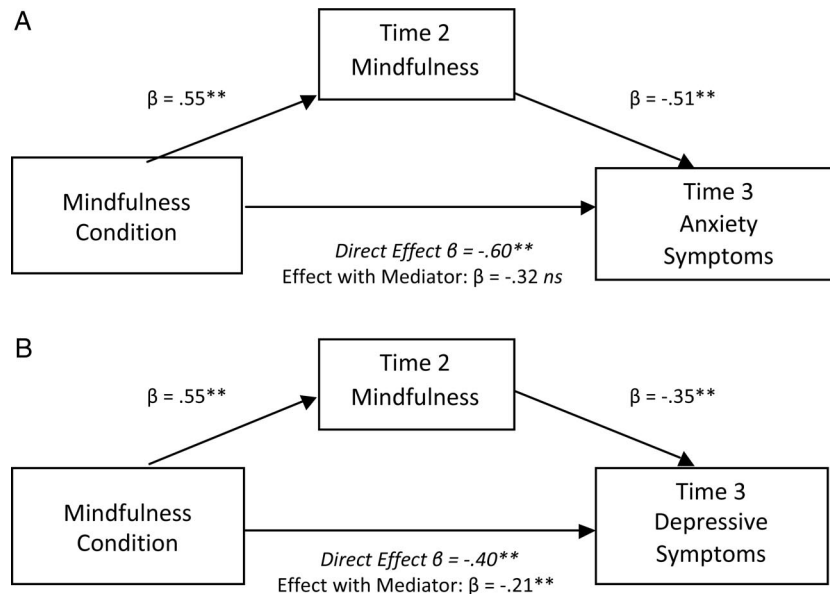 A
Time 2
Mindfulness
β = .55**
β = -.51**
Mindfulness
Condition
Time 3
Anxiety
Symptoms
Direct Effect β = -.60**
Effect with Mediator: β = -.32 ns
B
Time 2
Mindfulness
β = .55**
β = -.35**
Mindfulness
Condition
Time 3
Depressive
Symptoms
Direct Effect β = -.40**
Effect with Mediator: β = -.21**